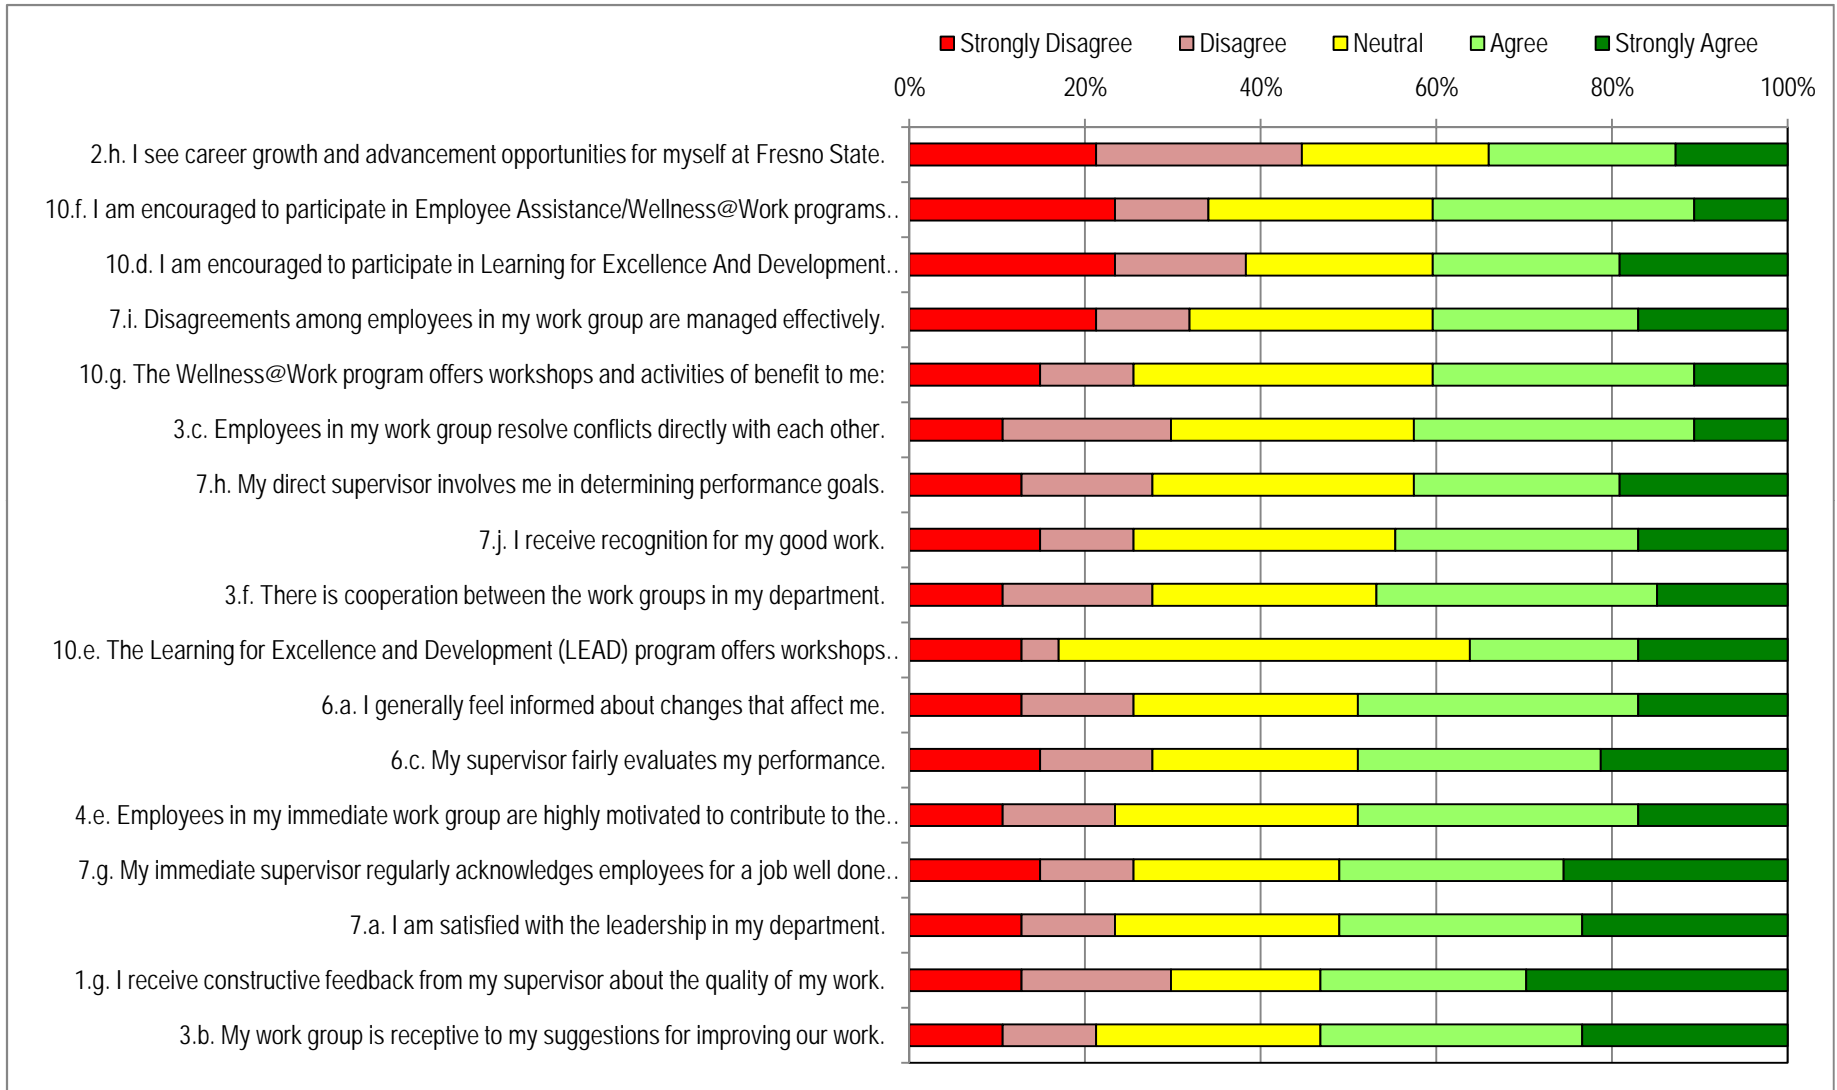 Strongly Disagree Disagree Neutral Agree Strongly Agree
0% 20% 40% 60% 80% 100%
2.h. I see career growth and advancement opportunities for myself at Fresno State.
10.f. I am encouraged to participate in Employee Assistance/Wellness@Work programs..
10.d. I am encouraged to participate in Learning for Excellence And Development..
7.i. Disagreements among employees in my work group are managed effectively.
10.g. The Wellness@Work program offers workshops and activities of benefit to me:
3.c. Employees in my work group resolve conflicts directly with each other.
7.h. My direct supervisor involves me in determining performance goals.
7.j. I receive recognition for my good work.
3.f. There is cooperation between the work groups in my department.
10.e. The Learning for Excellence and Development (LEAD) program offers workshops..
6.a. I generally feel informed about changes that affect me.
6.c. My supervisor fairly evaluates my performance.
4.e. Employees in my immediate work group are highly motivated to contribute to the..
7.g. My immediate supervisor regularly acknowledges employees for a job well done..
7.a. I am satisfied with the leadership in my department.
1.g. I receive constructive feedback from my supervisor about the quality of my work.
3.b. My work group is receptive to my suggestions for improving our work.